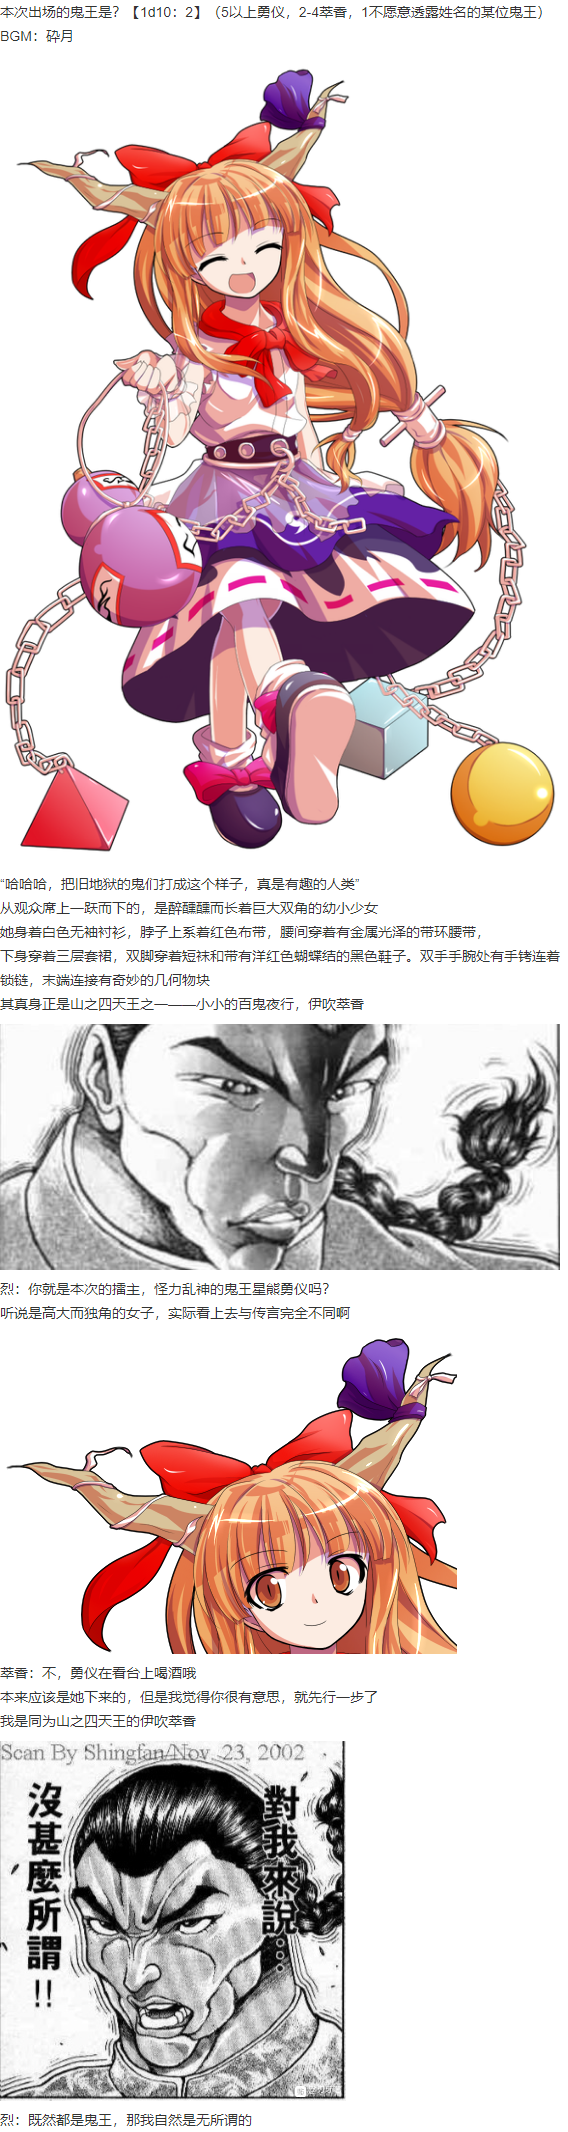 本次出场的鬼王是？【1d10：2】（5以上勇仪，2-4萃香，1不愿意透露姓名的某位鬼王）
BGM：砕月
“哈哈哈，把旧地狱的鬼们打成这个样子，真是有趣的人类”
从观众席上一跃而下的，是醉醺醺而长着巨大双角的幼小少女
她身着白色无袖衬衫，脖子上系着红色布带，腰间穿着有金属光泽的带环腰带，
下身穿着三层套裙，双脚穿着短袜和带有洋红色蝴蝶结的黑色鞋子。双手手腕处有手铐连着
锁链，末端连接有奇妙的几何物块
其真身正是山之四天王之一——小小的百鬼夜行，伊吹萃香
烈：你就是本次的擂主，怪力乱神的鬼王星熊勇仪吗？
听说是高大而独角的女子，实际看上去与传言完全不同啊
萃香：不，勇仪在看台上喝酒哦
本来应该是她下来的，但是我觉得你很有意思，就先行一步了
我是同为山之四天王的伊吹萃香
Scan By Shingfan/Nov. 23, 2002
對我來說…
沒甚麼所謂!!
烈：既然都是鬼王，那我自然是无所谓的